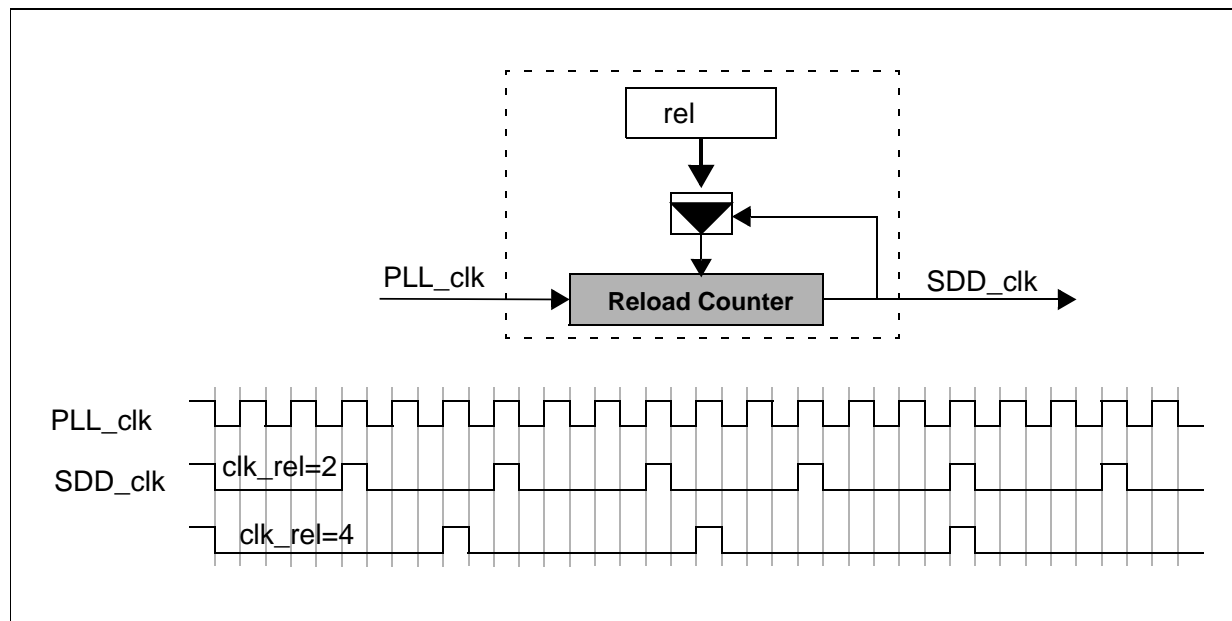 rel
PLL_clk
Reload Counter
SDD_clk
PLL_clk
SDD_clk
clk_rel=2
clk_rel=4